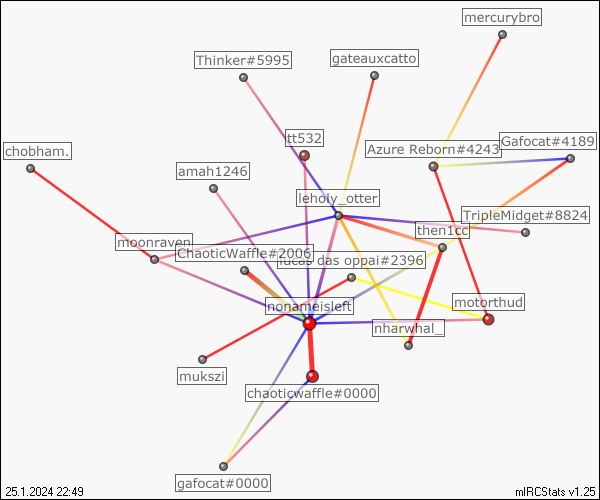 mercurybro
Thinker#5995
gateauxcatto
tt532
Gafocat#4189
chobham.
Azure Reborn#4243
amah1246
leholy_otter
TripleMidget#8824
then1cc
moonraven
ChaoticWaffle#2006
lucas das oppai#2396
nonameisleft
motorthud
nharwhal_
mukszi
chaoticwaffle#0000
gafocat#0000
25.1.2024 22:49
mIRCStats v1.25